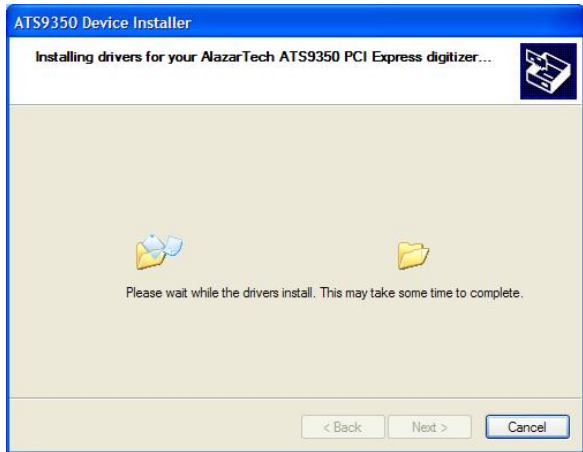 ATS9350 Device Installer
Installing drivers for your AlazarTech ATS9350 PCI Express digitizer...
Please wait while the drivers install. This may take some time to complete.
< Back Next > Cancel